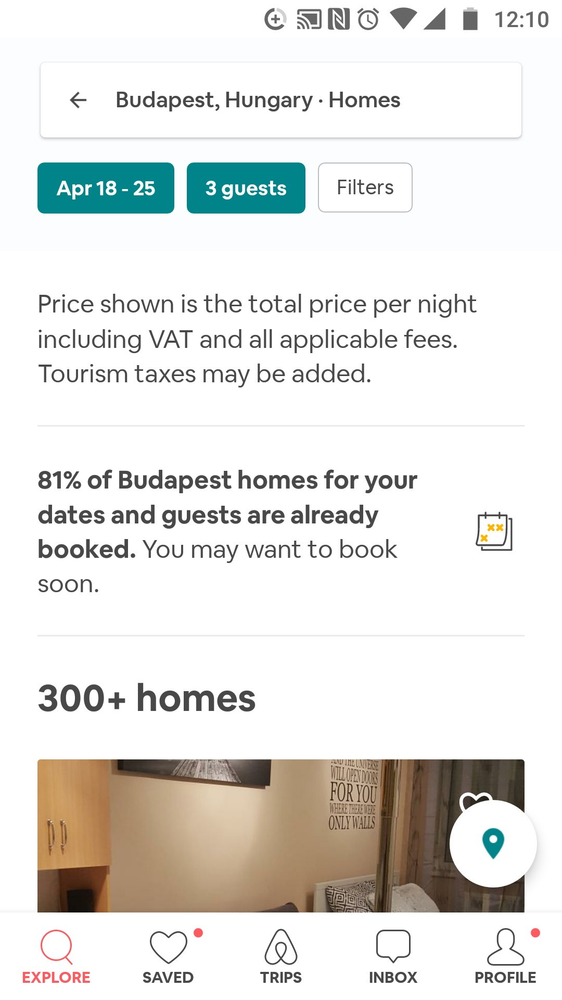 12:10
Budapest, Hungary · Homes
Apr 18 - 25
3 guests
Filters
Price shown is the total price per night
including VAT and all applicable fees.
Tourism taxes may be added.
81% of Budapest homes for your
dates and guests are already
booked. You may want to book
soon.
300+ homes
AND THE UNIVERSE
WILL OPEN DOORS
FOR YOU
WHERE THERE WERE
ONLY WALLS
EXPLORE
SAVED
TRIPS
INBOX
PROFILE